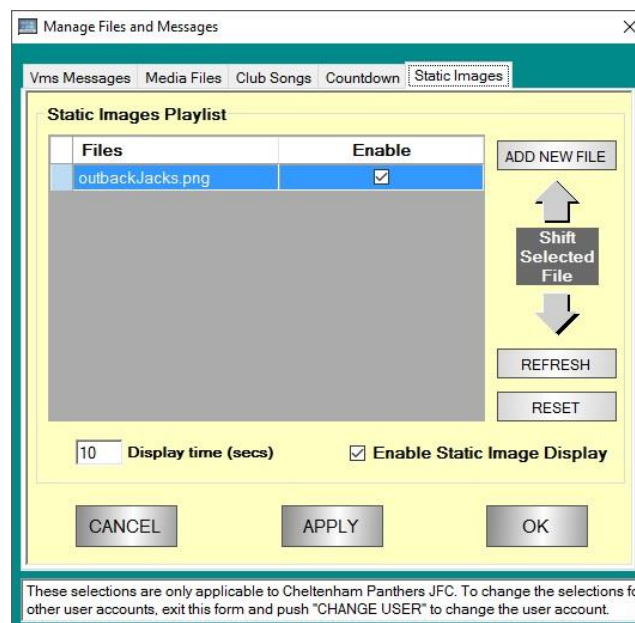 Manage Files and Messages
Vms Messages Media Files Club Songs Countdown Static Images
Static Images Playlist
Files Enable
ADD NEW FILE
outbackJacks.png
Shift
Selected
File
REFRESH
RESET
10 Display time (secs) Enable Static Image Display
CANCEL APPLY OK
These selections are only applicable to Cheltenham Panthers JFC. To change the selections
other user accounts, exit this form and push "CHANGE USER" to change the user account.